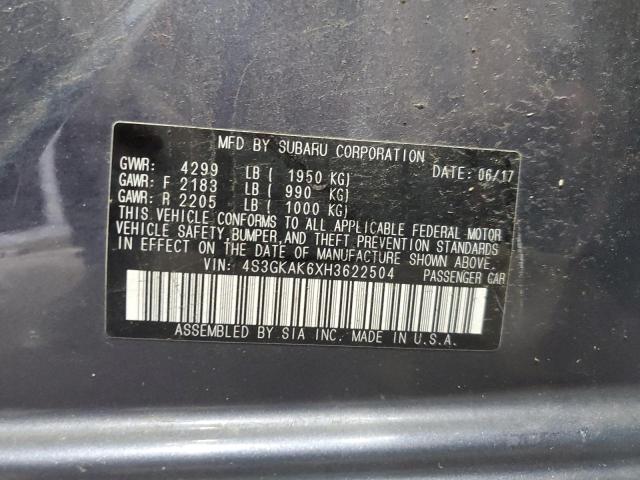 MFD BY SUBARU CORPORATION
GVWR: 4299 LB ( 1950 KG) DATE: 06/17
GAWR: F 2183 LB ( 990 KG)
GAWR: R 2205 LB ( 1000 KG)
THIS VEHICLE CONFORMS TO ALL APPLICABLE FEDERAL MOTOR
VEHICLE SAFETY, BUMPER, AND THEFT PREVENTION STANDARDS
IN EFFECT ON THE DATE OF MANUFACTURE SHOWN ABOVE.
VIN: 4S3GKAK6XH3622504 PASSENGER CAR
ASSEMBLED BY SIA INC. MADE IN U.S.A.